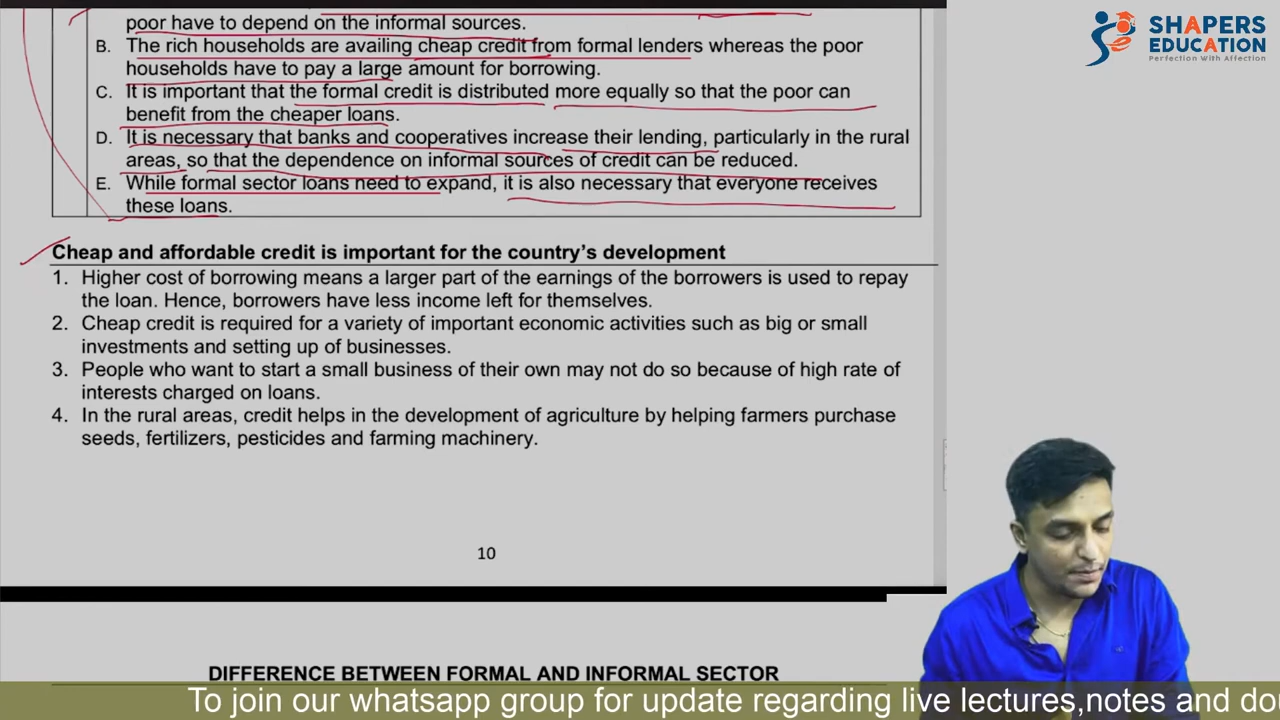 poor have to depend on the informal sources.
B. The rich households are availing cheap credit from formal lenders whereas the poor
households have to pay a large amount for borrowing.
C. It is important that the formal credit is distributed more equally so that the poor can
benefit from the cheaper loans.
D. It is necessary that banks and cooperatives increase their lending, particularly in the rural
areas, so that the dependence on informal sources of credit can be reduced.
E. While formal sector loans need to expand, it is also necessary that everyone receives
these loans.
Cheap and affordable credit is important for the country's development
1. Higher cost of borrowing means a larger part of the earnings of the borrowers is used to repay
the loan. Hence, borrowers have less income left for themselves.
2. Cheap credit is required for a variety of important economic activities such as big or small
investments and setting up of businesses.
3. People who want to start a small business of their own may not do so because of high rate of
interests charged on loans.
4. In the rural areas, credit helps in the development of agriculture by helping farmers purchase
seeds, fertilizers, pesticides and farming machinery.
10
DIFFERENCE BETWEEN FORMAL AND INFORMAL SECTOR
SHAPERS
EDUCATION
Perfection With Affection
To join our whatsapp group for update regarding live lectures,notes and do